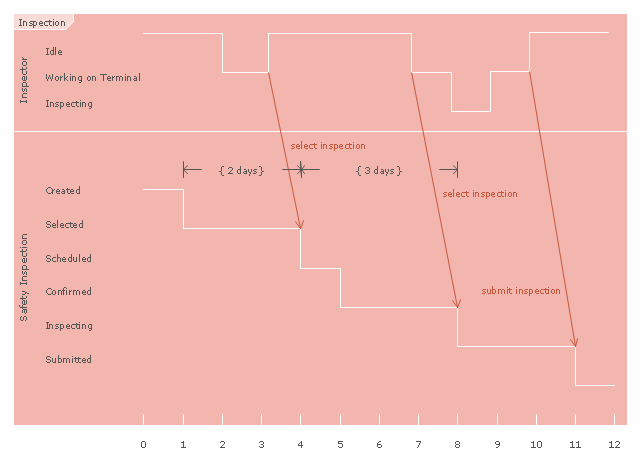 Inspection
Inspector
Idle
Working on Terminal
Inspecting
select inspection
{ 2 days }
{ 3 days }
select inspection
submit inspection
Safety Inspection
Created
Selected
Scheduled
Confirmed
Inspecting
Submitted
0 1 2 3 4 5 6 7 8 9 10 11 12